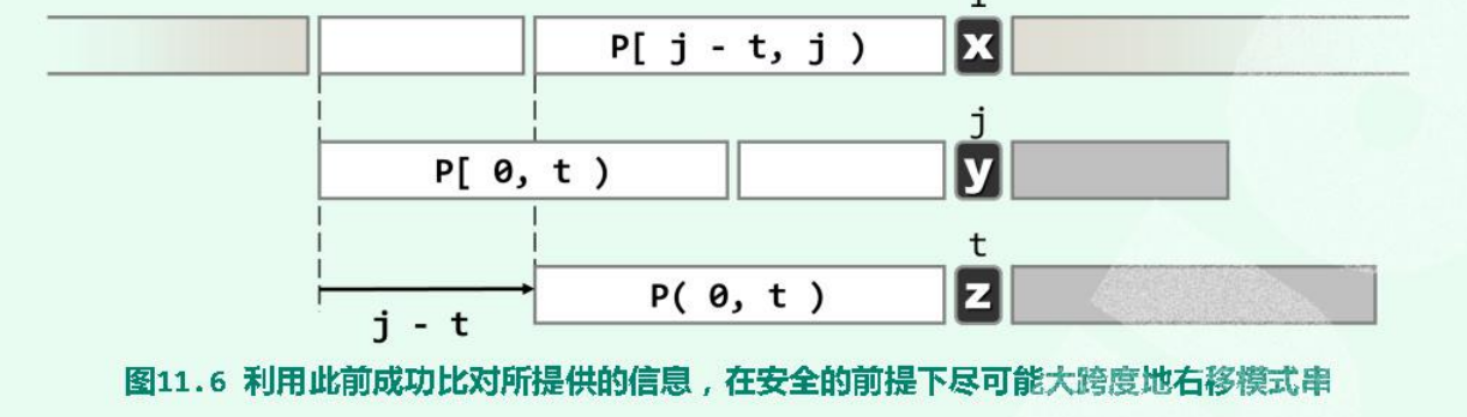 P[ j - t, j )
x
j
P[ 0, t )
y
t
P( 0, t )
z
j - t
图11.6 利用此前成功比对所提供的信息，在安全的前提下尽可能大跨度地右移模式串